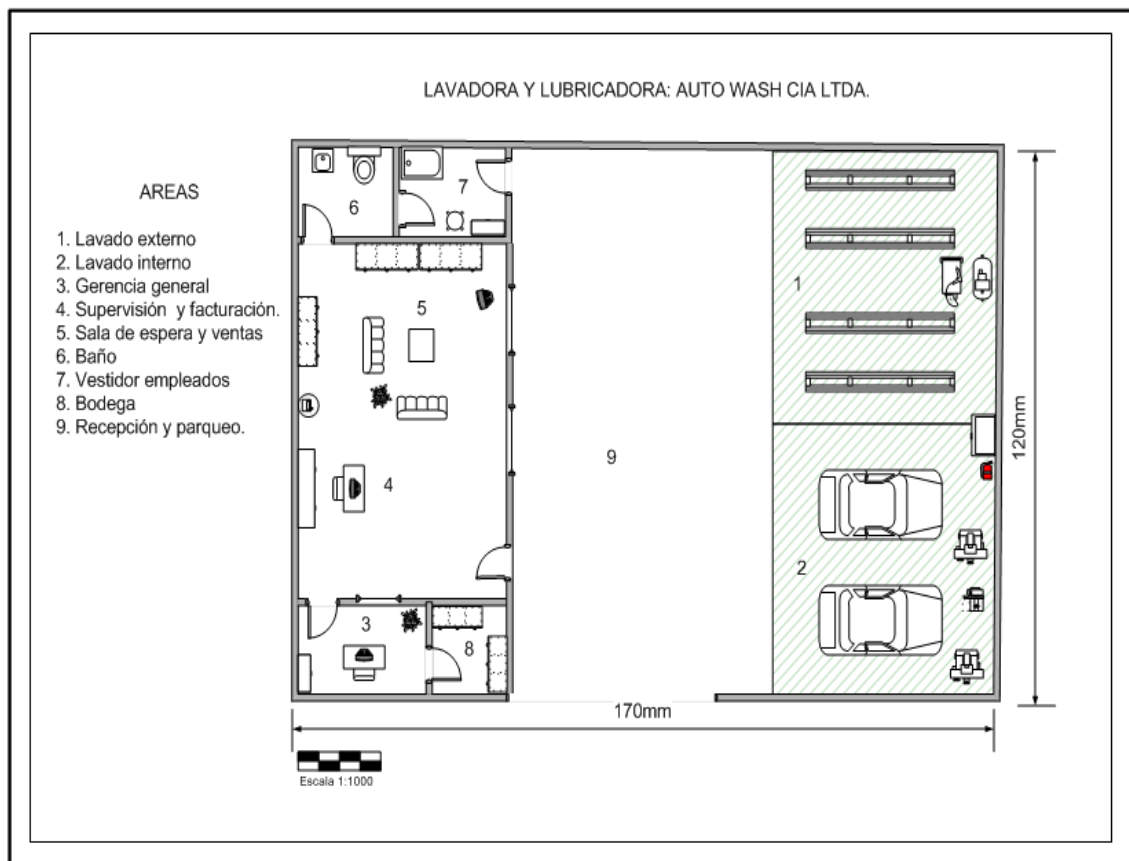 LAVADORA Y LUBRICADORA: AUTO WASH CIA LTDA.
AREAS
1. Lavado externo
2. Lavado interno
3. Gerencia general
4. Supervisión y facturación.
5. Sala de espera y ventas
6. Baño
7. Vestidor empleados
8. Bodega
9. Recepción y parqueo.
6
7
5
1
4
9
2
3
8
120mm
170mm
Escala 1:1000